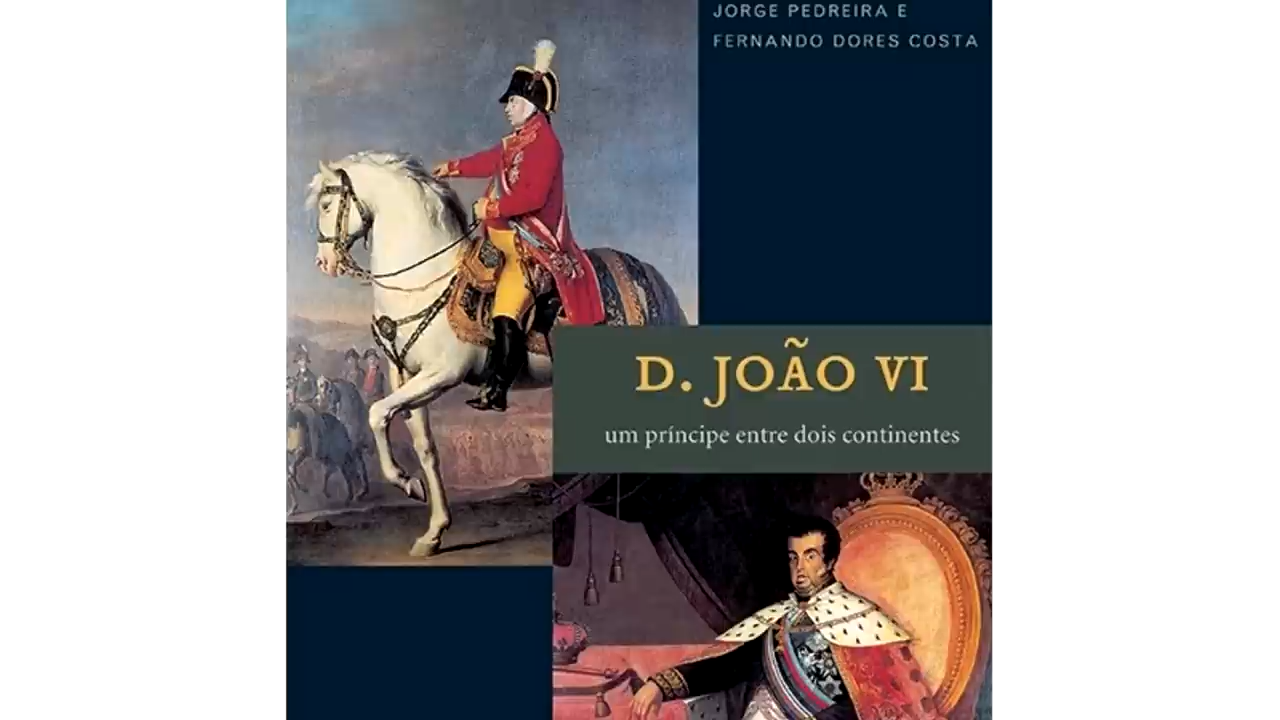 JORGE PEDREIRA E
FERNANDO DORES COSTA
D. JOÃO VI
um príncipe entre dois continentes